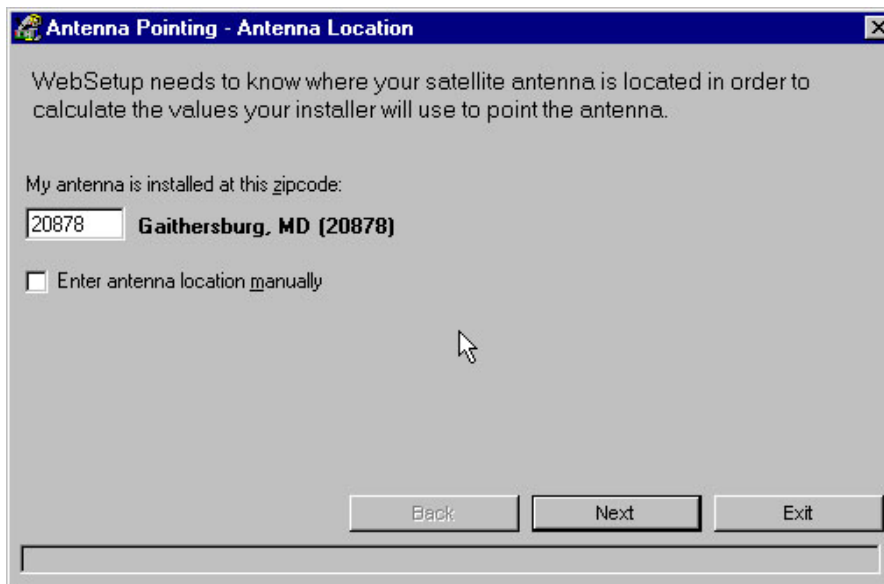 Antenna Pointing - Antenna Location
WebSetup needs to know where your satellite antenna is located in order to
calculate the values your installer will use to point the antenna.
My antenna is installed at this zipcode:
20878 Gaithersburg, MD (20878)
Enter antenna location manually
Back Next Exit